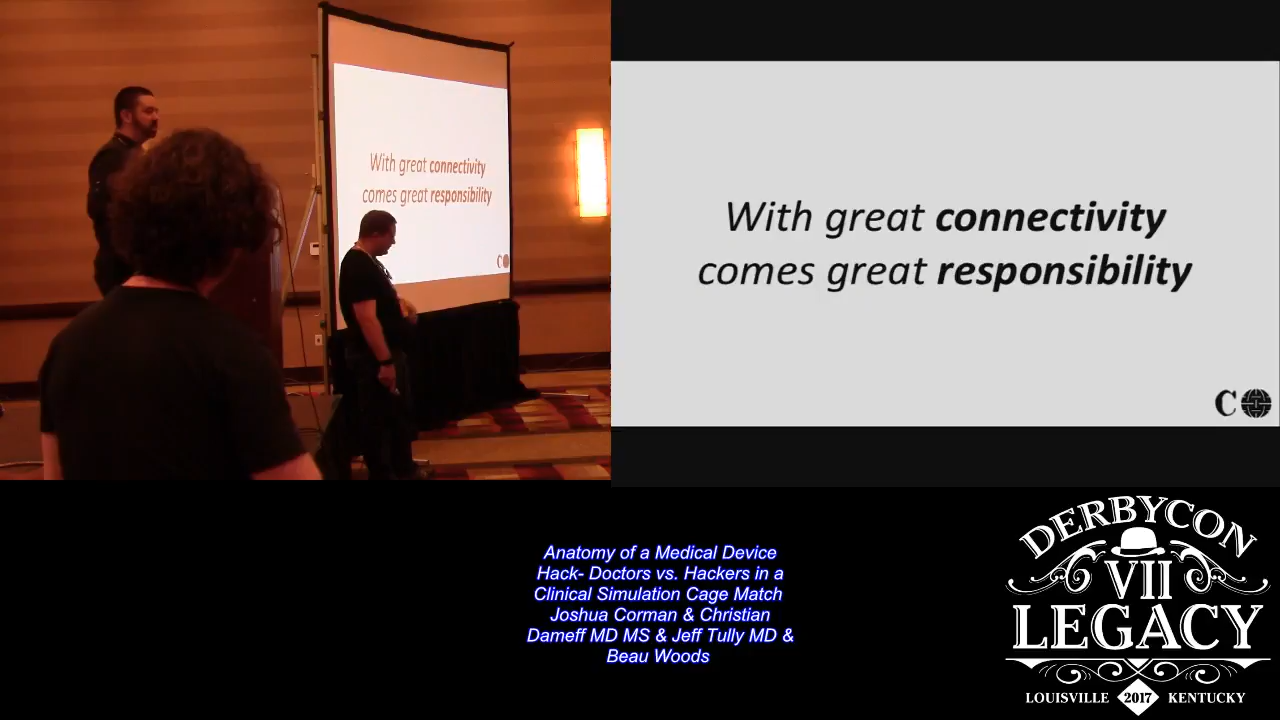 With great connectivity
comes great responsibility
With great connectivity
comes great responsibility
C
Anatomy of a Medical Device
Hack- Doctors vs. Hackers in a
Clinical Simulation Cage Match
Joshua Corman & Christian
Dameff MD MS & Jeff Tully MD &
Beau Woods
DERBYCON
VII
LEGACY
LOUISVILLE 2017 KENTUCKY